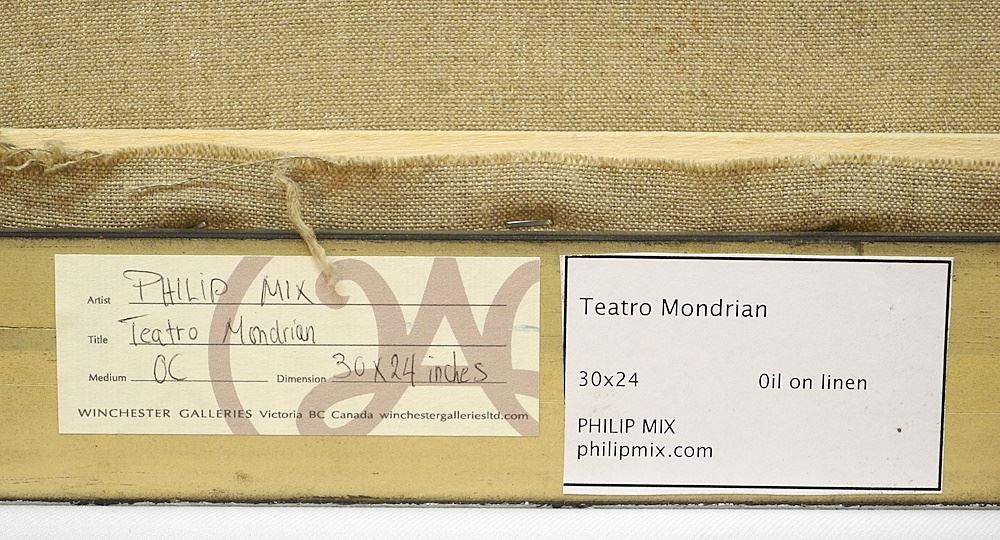 Artist PHILIP MIX
Title Teatro Mondrian
Medium OC Dimension 30X24 inches
WINCHESTER GALLERIES Victoria BC Canada winchestergalleriesltd.com
Teatro Mondrian
30x24 Oil on linen
PHILIP MIX
philipmix.com